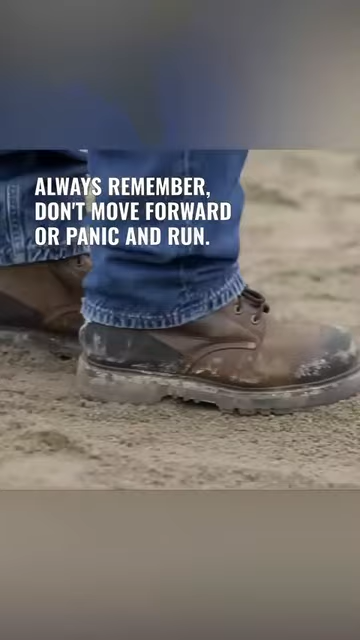 ALWAYS REMEMBER,
DON'T MOVE FORWARD
OR PANIC AND RUN.